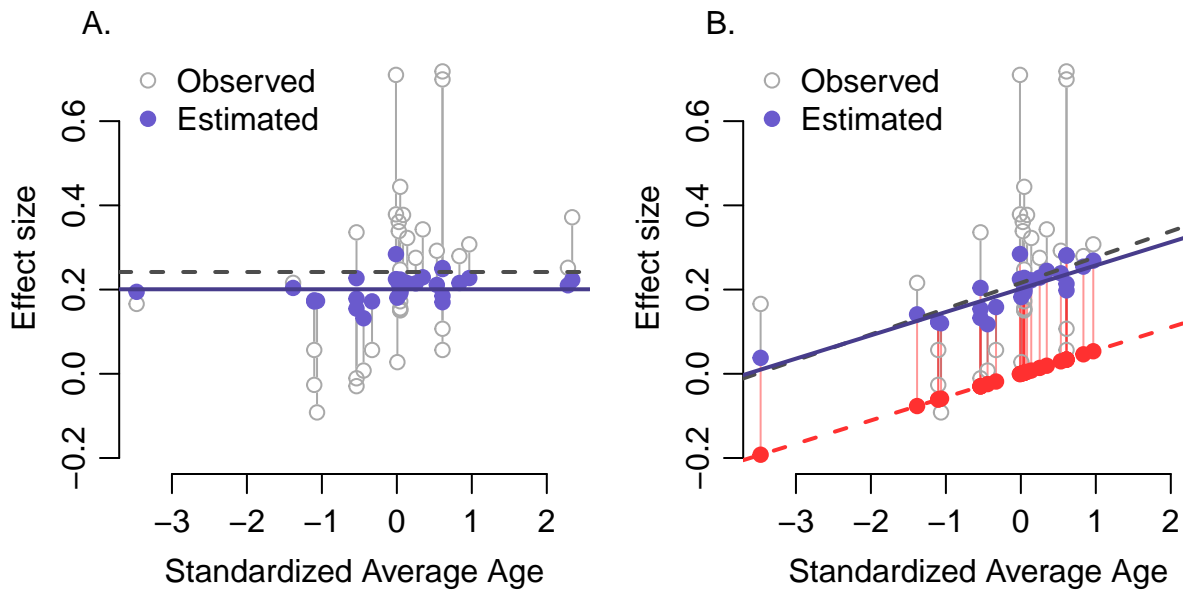 A.
Observed
Estimated
Effect size
0.6
0.4
0.2
0.0
−0.2
−3 −2 −1 0 1 2
Standardized Average Age
B.
Observed
Estimated
Effect size
0.6
0.4
0.2
0.0
−0.2
−3 −2 −1 0 1 2
Standardized Average Age